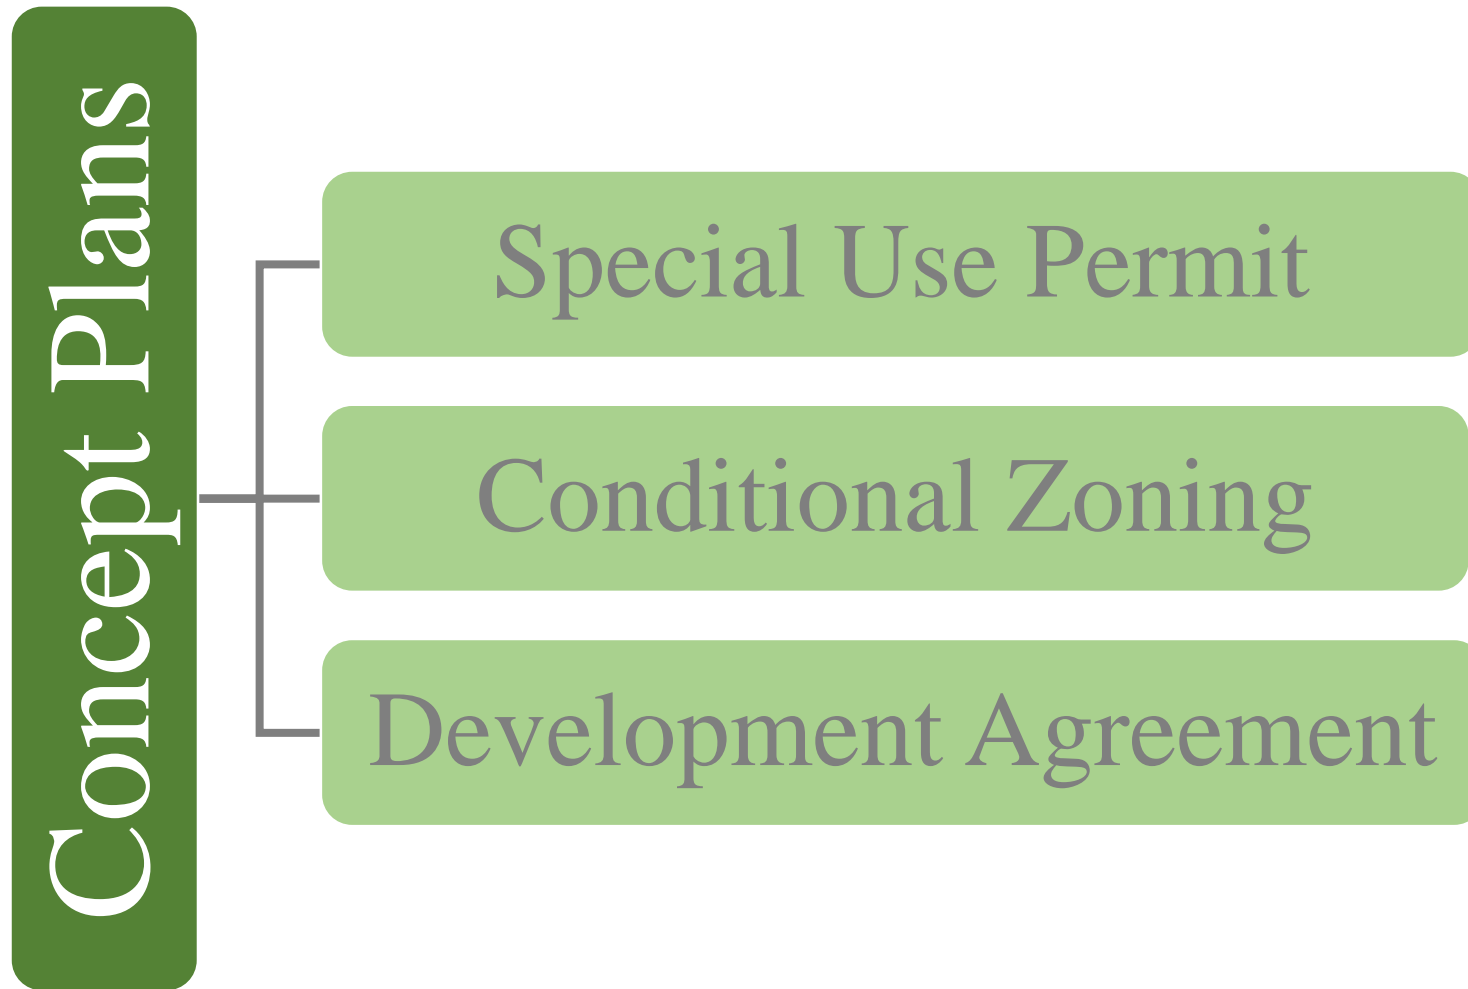 Concept Plans
Special Use Permit
Conditional Zoning
Development Agreement